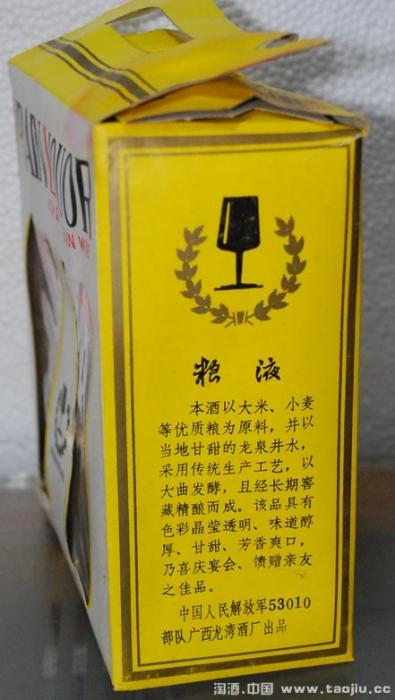 粮液
本酒以大米、小麦
等优质粮为原料，并以
当地甘甜的龙泉井水，
采用传统生产工艺，以
大曲发酵，且经长期窖
藏精酿而成。该品具有
色彩晶莹透明、味道醇
厚、甘甜、芳香爽口，
乃喜庆宴会、馈赠亲友
之佳品。
中国人民解放军53010
部队广西龙湾酒厂出品
淘酒.中国 www.taojiu.cc